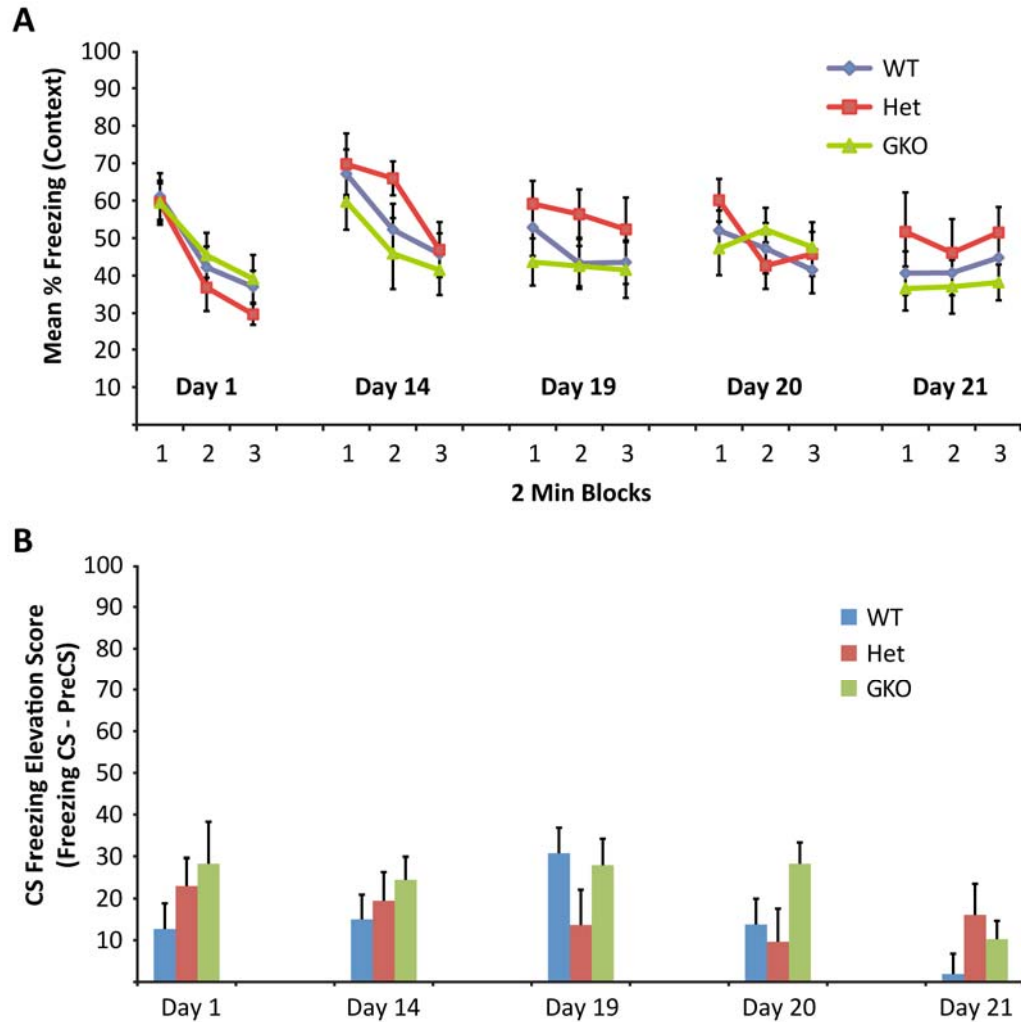 A
Mean % Freezing (Context)
100
90
80
70
60
50
40
30
20
10
WT
Het
GKO
Day 1
Day 14
Day 19
Day 20
Day 21
1 2 3 1 2 3 1 2 3 1 2 3 1 2 3
2 Min Blocks
B
CS Freezing Elevation Score
(Freezing CS - PreCS)
100
90
80
70
60
50
40
30
20
10
WT
Het
GKO
Day 1
Day 14
Day 19
Day 20
Day 21